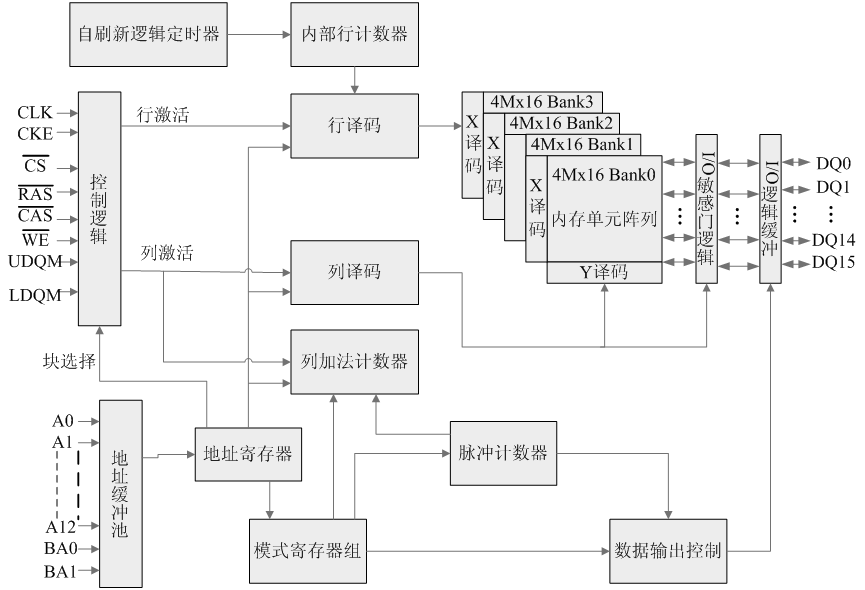 自刷新逻辑定时器
内部行计数器
CLK
CKE
CS
RAS
CAS
WE
UDQM
LDQM
控制逻辑
行激活
行译码
列激活
列译码
X译码
4Mx16 Bank3
X译码
4Mx16 Bank2
4Mx16 Bank1
X译码
4Mx16 Bank0
内存单元阵列
Y译码
I/O敏感门逻辑
I/O逻辑缓冲
DQ0
DQ1
DQ14
DQ15
块选择
列加法计数器
A0
A1
A12
BA0
BA1
地址缓冲池
地址寄存器
脉冲计数器
模式寄存器组
数据输出控制